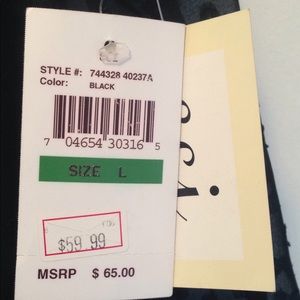 STYLE #: 744328 40237A
Color: BLACK
7 04654 30316 5
SIZE L
$59.99
MSRP $ 65.00